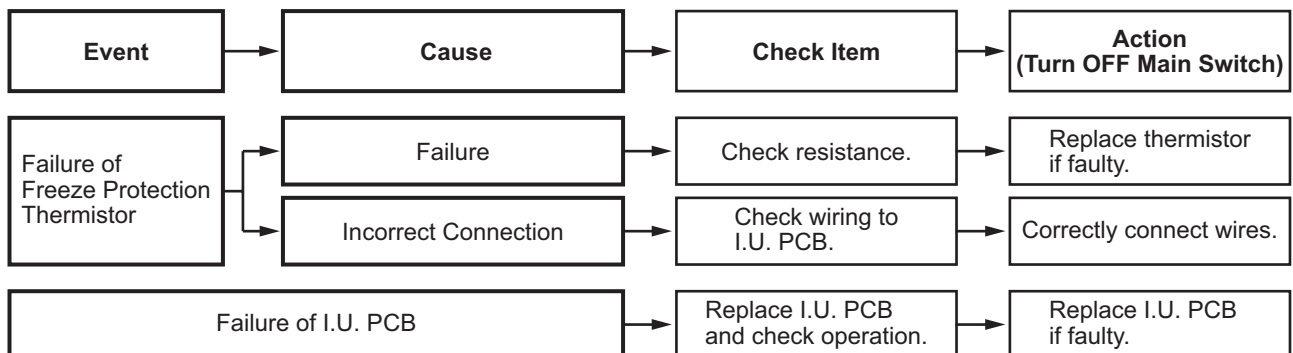 Event
Cause
Check Item
Action
(Turn OFF Main Switch)
Failure of
Freeze Protection
Thermistor
Failure
Check resistance.
Replace thermistor
if faulty.
Incorrect Connection
Check wiring to
I.U. PCB.
Correctly connect wires.
Failure of I.U. PCB
Replace I.U. PCB
and check operation.
Replace I.U. PCB
if faulty.